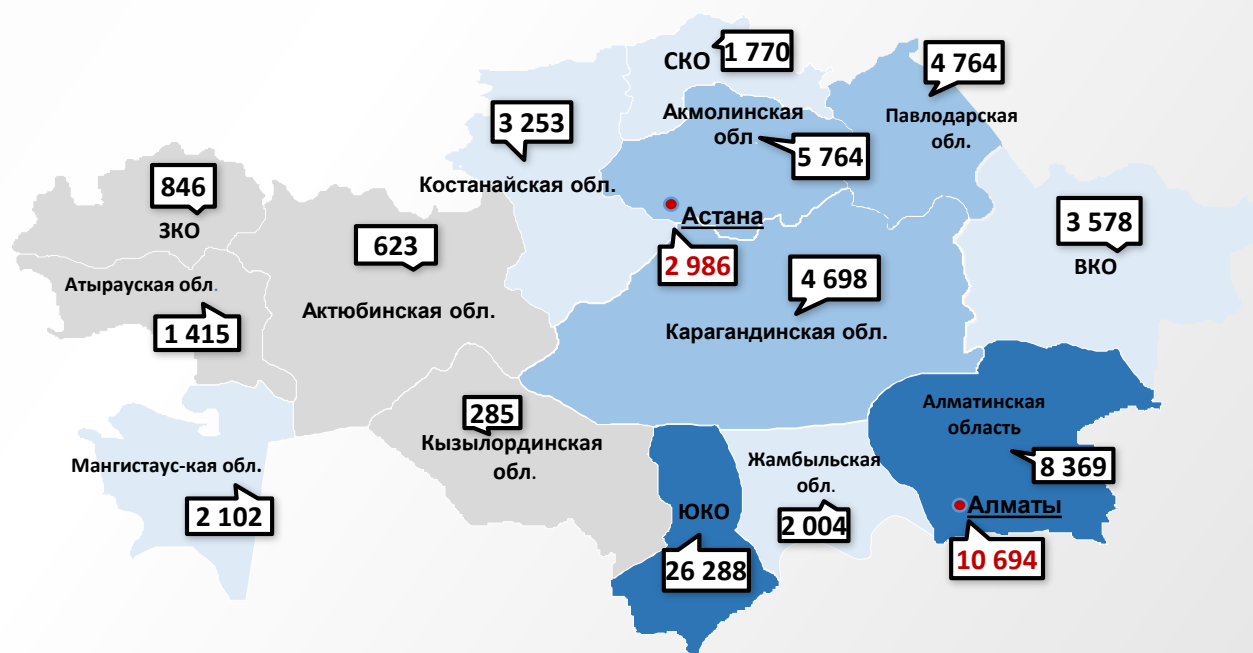 СКО
1 770
4 764
Акмолинская
обл
5 764
Павлодарская
обл.
3 253
Костанайская обл.
846
ЗКО
623
Астана
2 986
3 578
ВКО
Атырауская обл.
1 415
Актюбинская обл.
4 698
Карагандинская обл.
285
Кызылординская
обл.
Алматинская
область
8 369
Мангистаус-кая обл.
2 102
Жамбыльская
обл.
2 004
ЮКО
26 288
Алматы
10 694